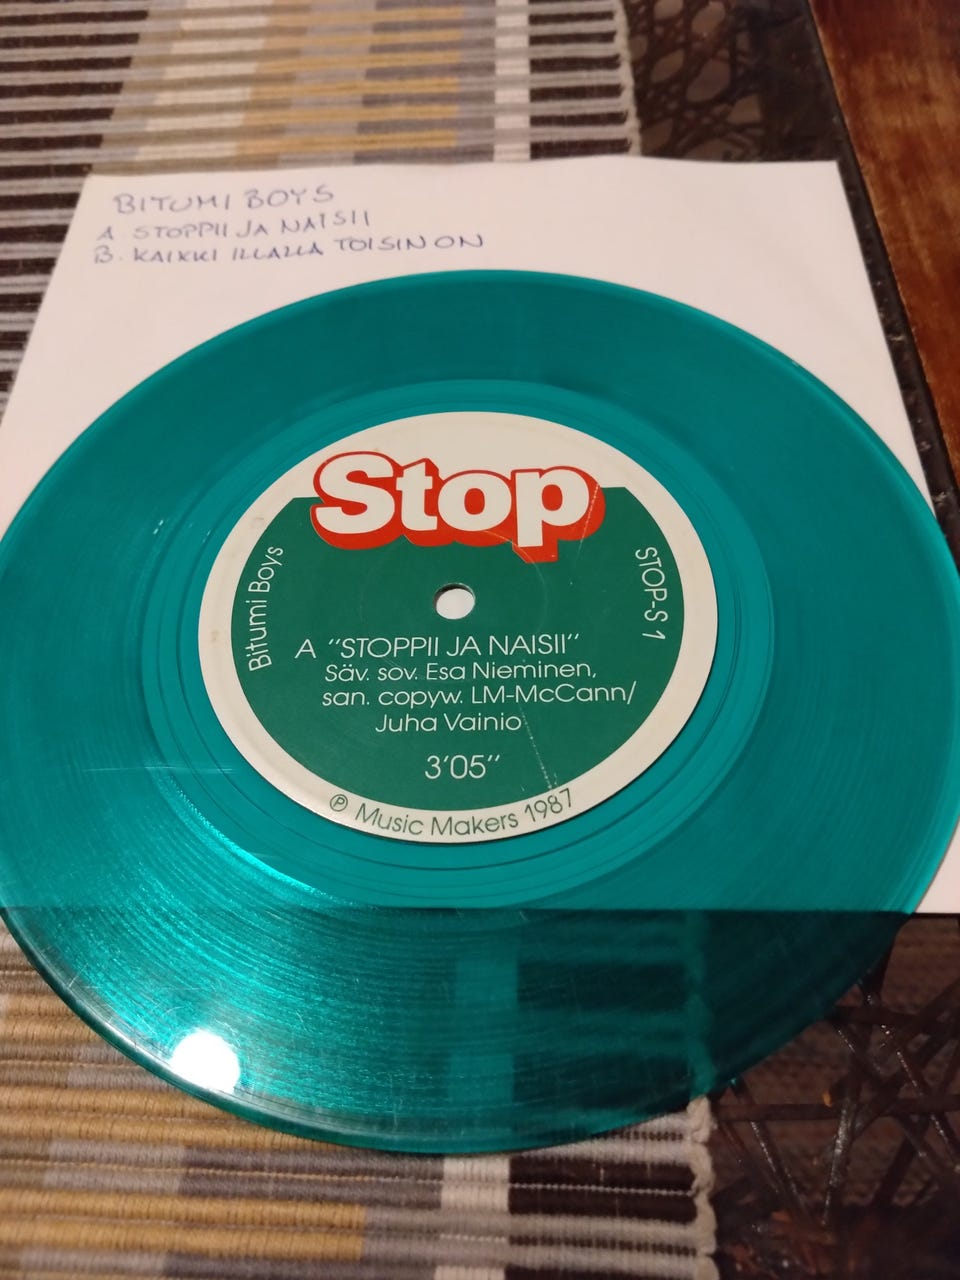 BITUMI BOYS
A STOPPII JA NAISII
B. KAIKKI ILLALLA TOISIN ON
Stop
Bitumi Boys
STOP-S 1
A "STOPPII JA NAISII"
Säv. sov. Esa Nieminen,
san. copyw. LM-McCann/
Juha Vainio
3'05"
℗ Music Makers 1987